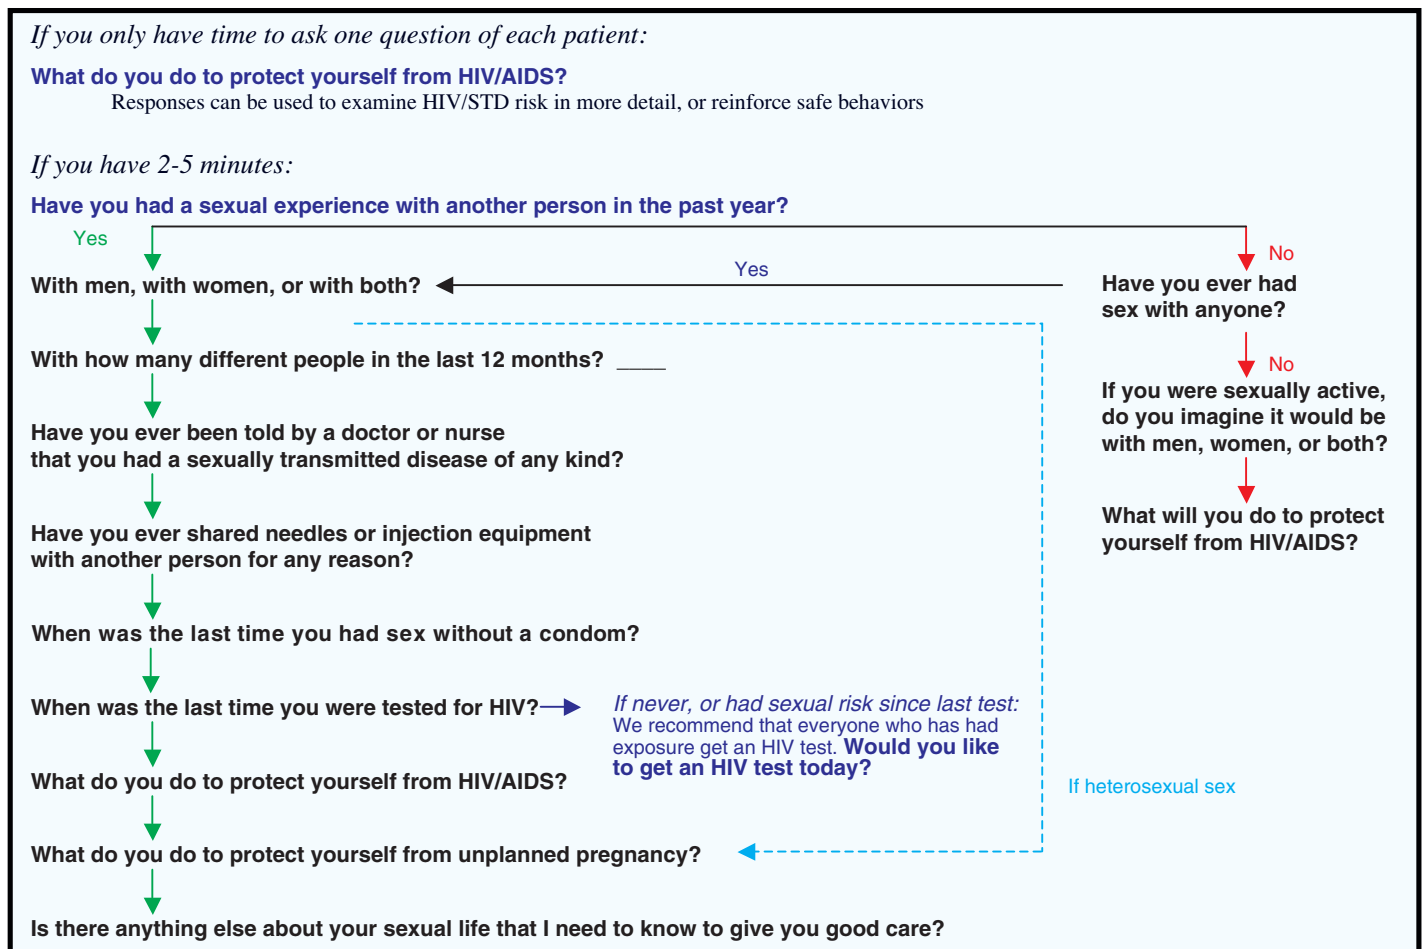 If you only have time to ask one question of each patient:
What do you do to protect yourself from HIV/AIDS?
Responses can be used to examine HIV/STD risk in more detail, or reinforce safe behaviors
If you have 2-5 minutes:
Have you had a sexual experience with another person in the past year?
Yes
No
With men, with women, or with both?
Yes
Have you ever had
sex with anyone?
With how many different people in the last 12 months? ____
No
If you were sexually active,
do you imagine it would be
with men, women, or both?
Have you ever been told by a doctor or nurse
that you had a sexually transmitted disease of any kind?
What will you do to protect
yourself from HIV/AIDS?
Have you ever shared needles or injection equipment
with another person for any reason?
When was the last time you had sex without a condom?
When was the last time you were tested for HIV?
If never, or had sexual risk since last test:
We recommend that everyone who has had
exposure get an HIV test. Would you like
to get an HIV test today?
What do you do to protect yourself from HIV/AIDS?
If heterosexual sex
What do you do to protect yourself from unplanned pregnancy?
Is there anything else about your sexual life that I need to know to give you good care?